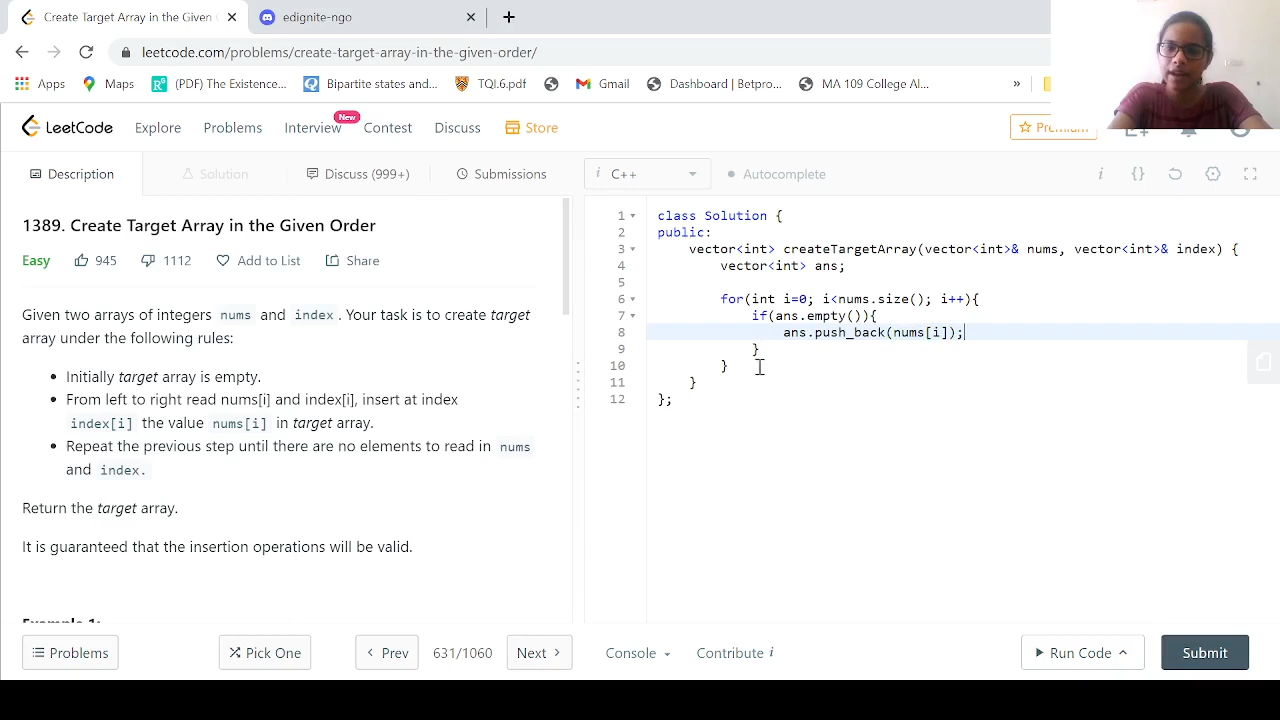 Create Target Array in the Given
edignite-ngo
leetcode.com/problems/create-target-array-in-the-given-order/
Apps
Maps
(PDF) The Existence...
Bipartite states and...
TQL6.pdf
Gmail
Dashboard | Betpro...
MA 109 College Al...
»
LeetCode
Explore
Problems
Interview
New
Contest
Discuss
Store
Premium
Description
Solution
Discuss (999+)
Submissions
i C++
Autocomplete
1389. Create Target Array in the Given Order
Easy
945
1112
Add to List
Share
Given two arrays of integers nums and index. Your task is to create target
array under the following rules:
• Initially target array is empty.
• From left to right read nums[i] and index[i], insert at index
index[i] the value nums[i] in target array.
• Repeat the previous step until there are no elements to read in nums
and index.
Return the target array.
It is guaranteed that the insertion operations will be valid.
Example 1:
1 class Solution {
2 public:
3 vector<int> createTargetArray(vector<int>& nums, vector<int>& index) {
4 vector<int> ans;
5
6 for(int i=0; i<nums.size(); i++){
7 if(ans.empty()){
8 ans.push_back(nums[i]);
9 }
10 }
11 }
12 };
Problems
Pick One
Prev
631/1060
Next
Console
Contribute i
Run Code
Submit